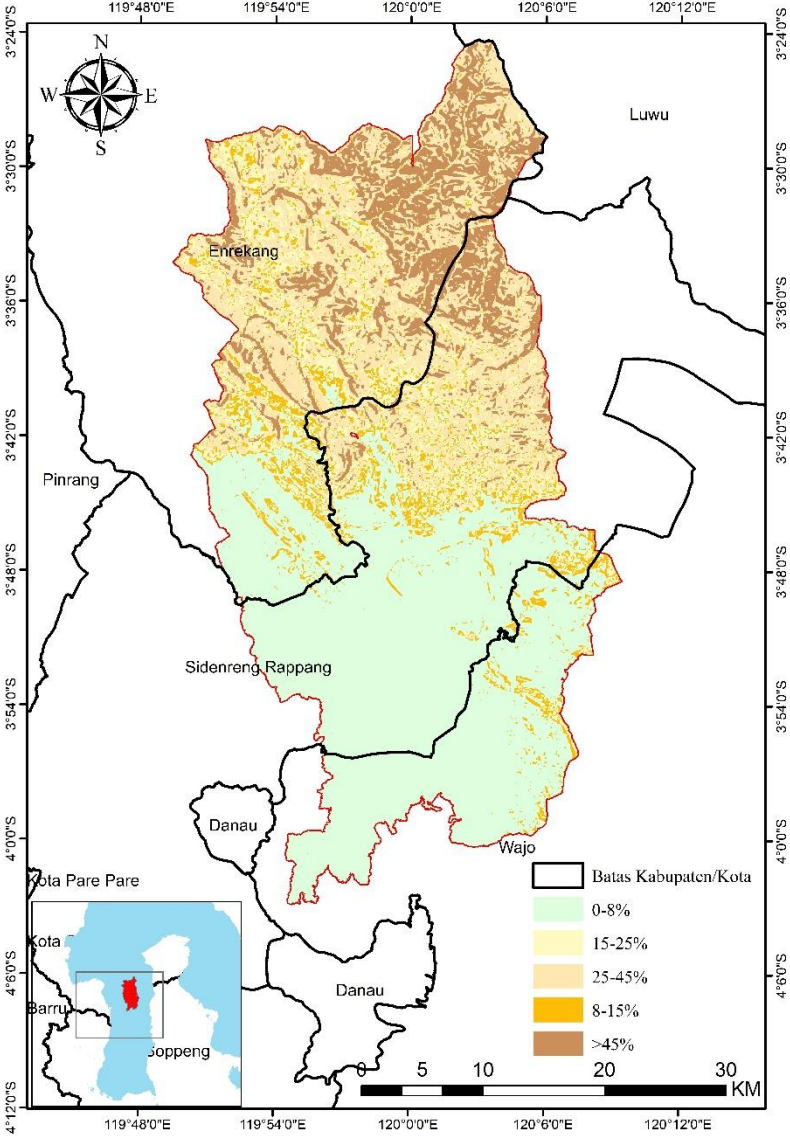 119°48'0"E 119°54'0"E 120°0'0"E 120°6'0"E 120°12'0"E
3°24'0"S 3°24'0"S
N
W E
S
Luwu
3°30'0"S 3°30'0"S
Enrekang
3°36'0"S 3°36'0"S
3°42'0"S 3°42'0"S
Pinrang
3°48'0"S 3°48'0"S
Sidenreng Rappang
3°54'0"S 3°54'0"S
Danau
4°0'0"S 4°0'0"S
Wajo
Kota Pare Pare
Batas Kabupaten/Kota
0-8%
15-25%
25-45%
8-15%
>45%
Kota
4°6'0"S 4°6'0"S
Danau
Barru
Soppeng
0 5 10 20 30
KM
4°12'0"S
119°48'0"E 119°54'0"E 120°0'0"E 120°6'0"E 120°12'0"E